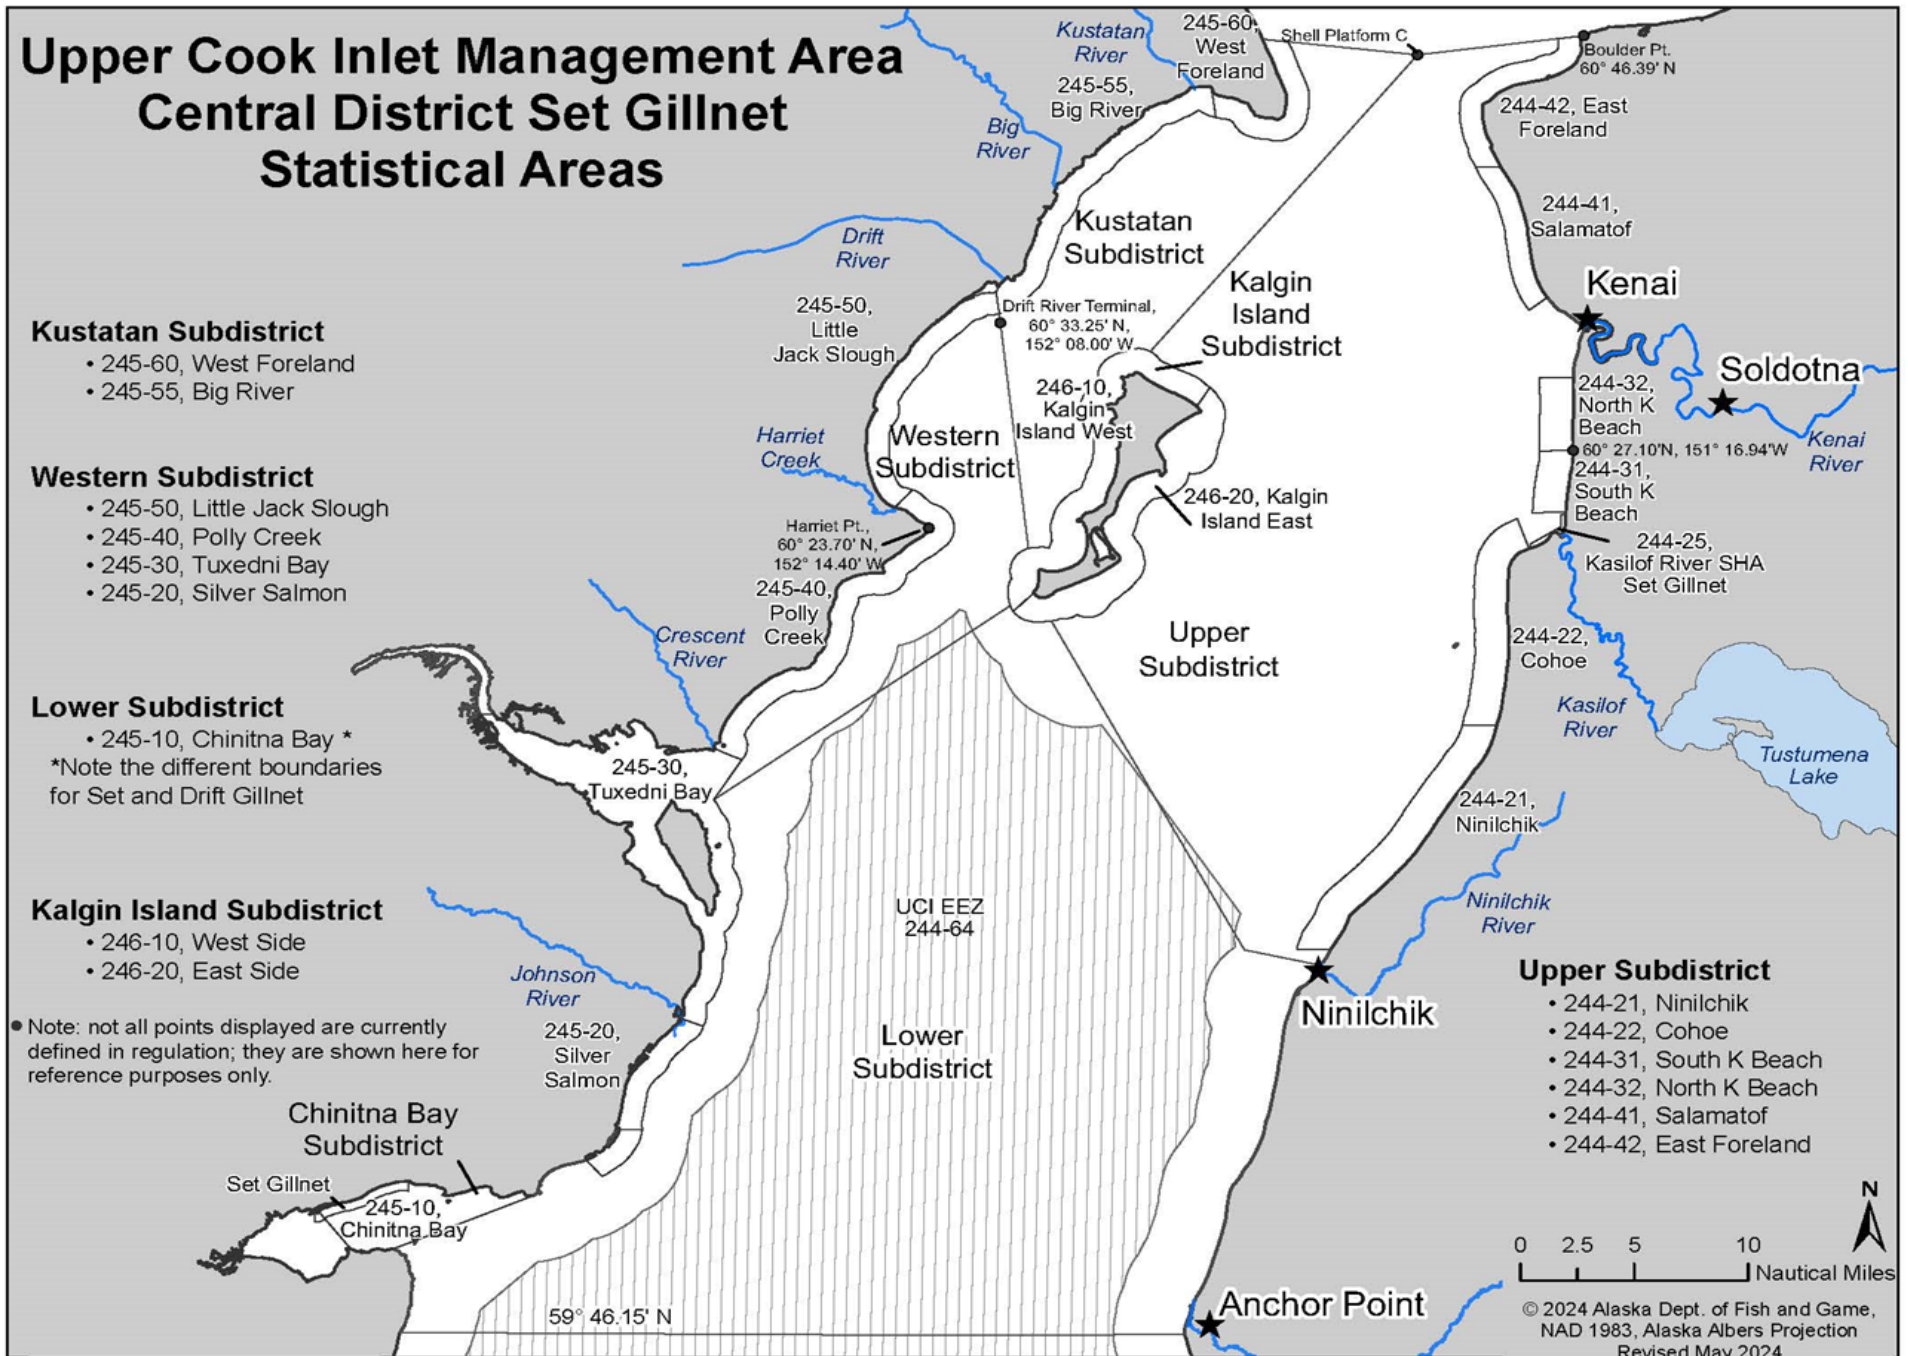 Upper Cook Inlet Management Area
Central District Set Gillnet
Statistical Areas
Kustatan Subdistrict
• 245-60, West Foreland
• 245-55, Big River
Western Subdistrict
• 245-50, Little Jack Slough
• 245-40, Polly Creek
• 245-30, Tuxedni Bay
• 245-20, Silver Salmon
Lower Subdistrict
• 245-10, Chinitna Bay *
*Note the different boundaries
for Set and Drift Gillnet
Kalgin Island Subdistrict
• 246-10, West Side
• 246-20, East Side
Note: not all points displayed are currently
defined in regulation; they are shown here for
reference purposes only.
Kustatan
River
245-60,
West
Foreland
245-55,
Big River
Shell Platform C
Boulder Pt.
60° 46.39' N
244-42, East
Foreland
Big
River
Drift
River
Kustatan
Subdistrict
244-41,
Salamatof
Kenai
Kalgin
Island
Subdistrict
245-50,
Little
Jack Slough
Drift River Terminal,
60° 33.25' N,
152° 08.00' W
246-10,
Kalgin
Island West
Soldotna
244-32,
North K
Beach
60° 27.10'N, 151° 16.94'W
Kenai
River
244-31,
South K
Beach
Harriet
Creek
Western
Subdistrict
246-20, Kalgin
Island East
Harriet Pt.,
60° 23.70' N,
152° 14.40' W
244-25,
Kasilof River SHA
Set Gillnet
245-40,
Polly
Creek
Crescent
River
Upper
Subdistrict
244-22,
Cohoe
Kasilof
River
Tustumena
Lake
245-30,
Tuxedni Bay
244-21,
Ninilchik
Ninilchik
River
UCI EEZ
244-64
Johnson
River
Ninilchik
245-20,
Silver
Salmon
Lower
Subdistrict
Chinitna Bay
Subdistrict
Set Gillnet
245-10,
Chinitna Bay
59° 46.15' N
Anchor Point
Upper Subdistrict
• 244-21, Ninilchik
• 244-22, Cohoe
• 244-31, South K Beach
• 244-32, North K Beach
• 244-41, Salamatof
• 244-42, East Foreland
N
0 2.5 5 10
Nautical Miles
© 2024 Alaska Dept. of Fish and Game,
NAD 1983, Alaska Albers Projection
Revised May 2024